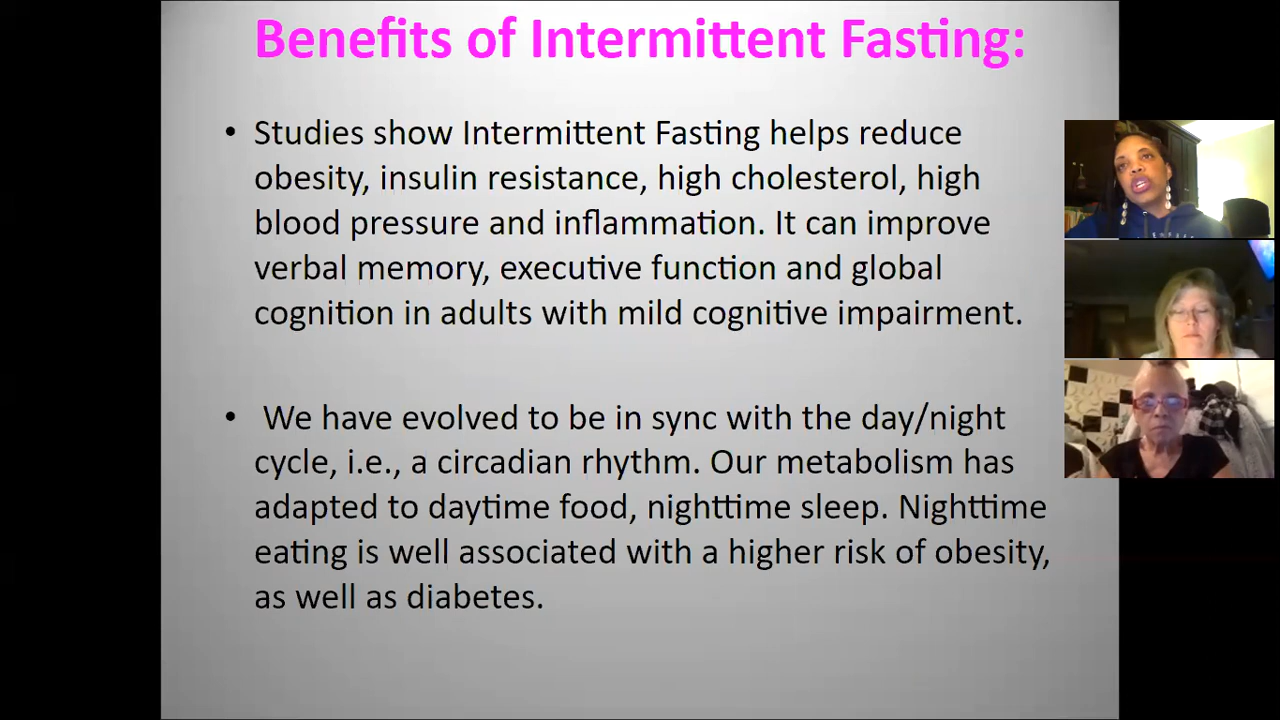 Benefits of Intermittent Fasting:
• Studies show Intermittent Fasting helps reduce
obesity, insulin resistance, high cholesterol, high
blood pressure and inflammation. It can improve
verbal memory, executive function and global
cognition in adults with mild cognitive impairment.
• We have evolved to be in sync with the day/night
cycle, i.e., a circadian rhythm. Our metabolism has
adapted to daytime food, nighttime sleep. Nighttime
eating is well associated with a higher risk of obesity,
as well as diabetes.